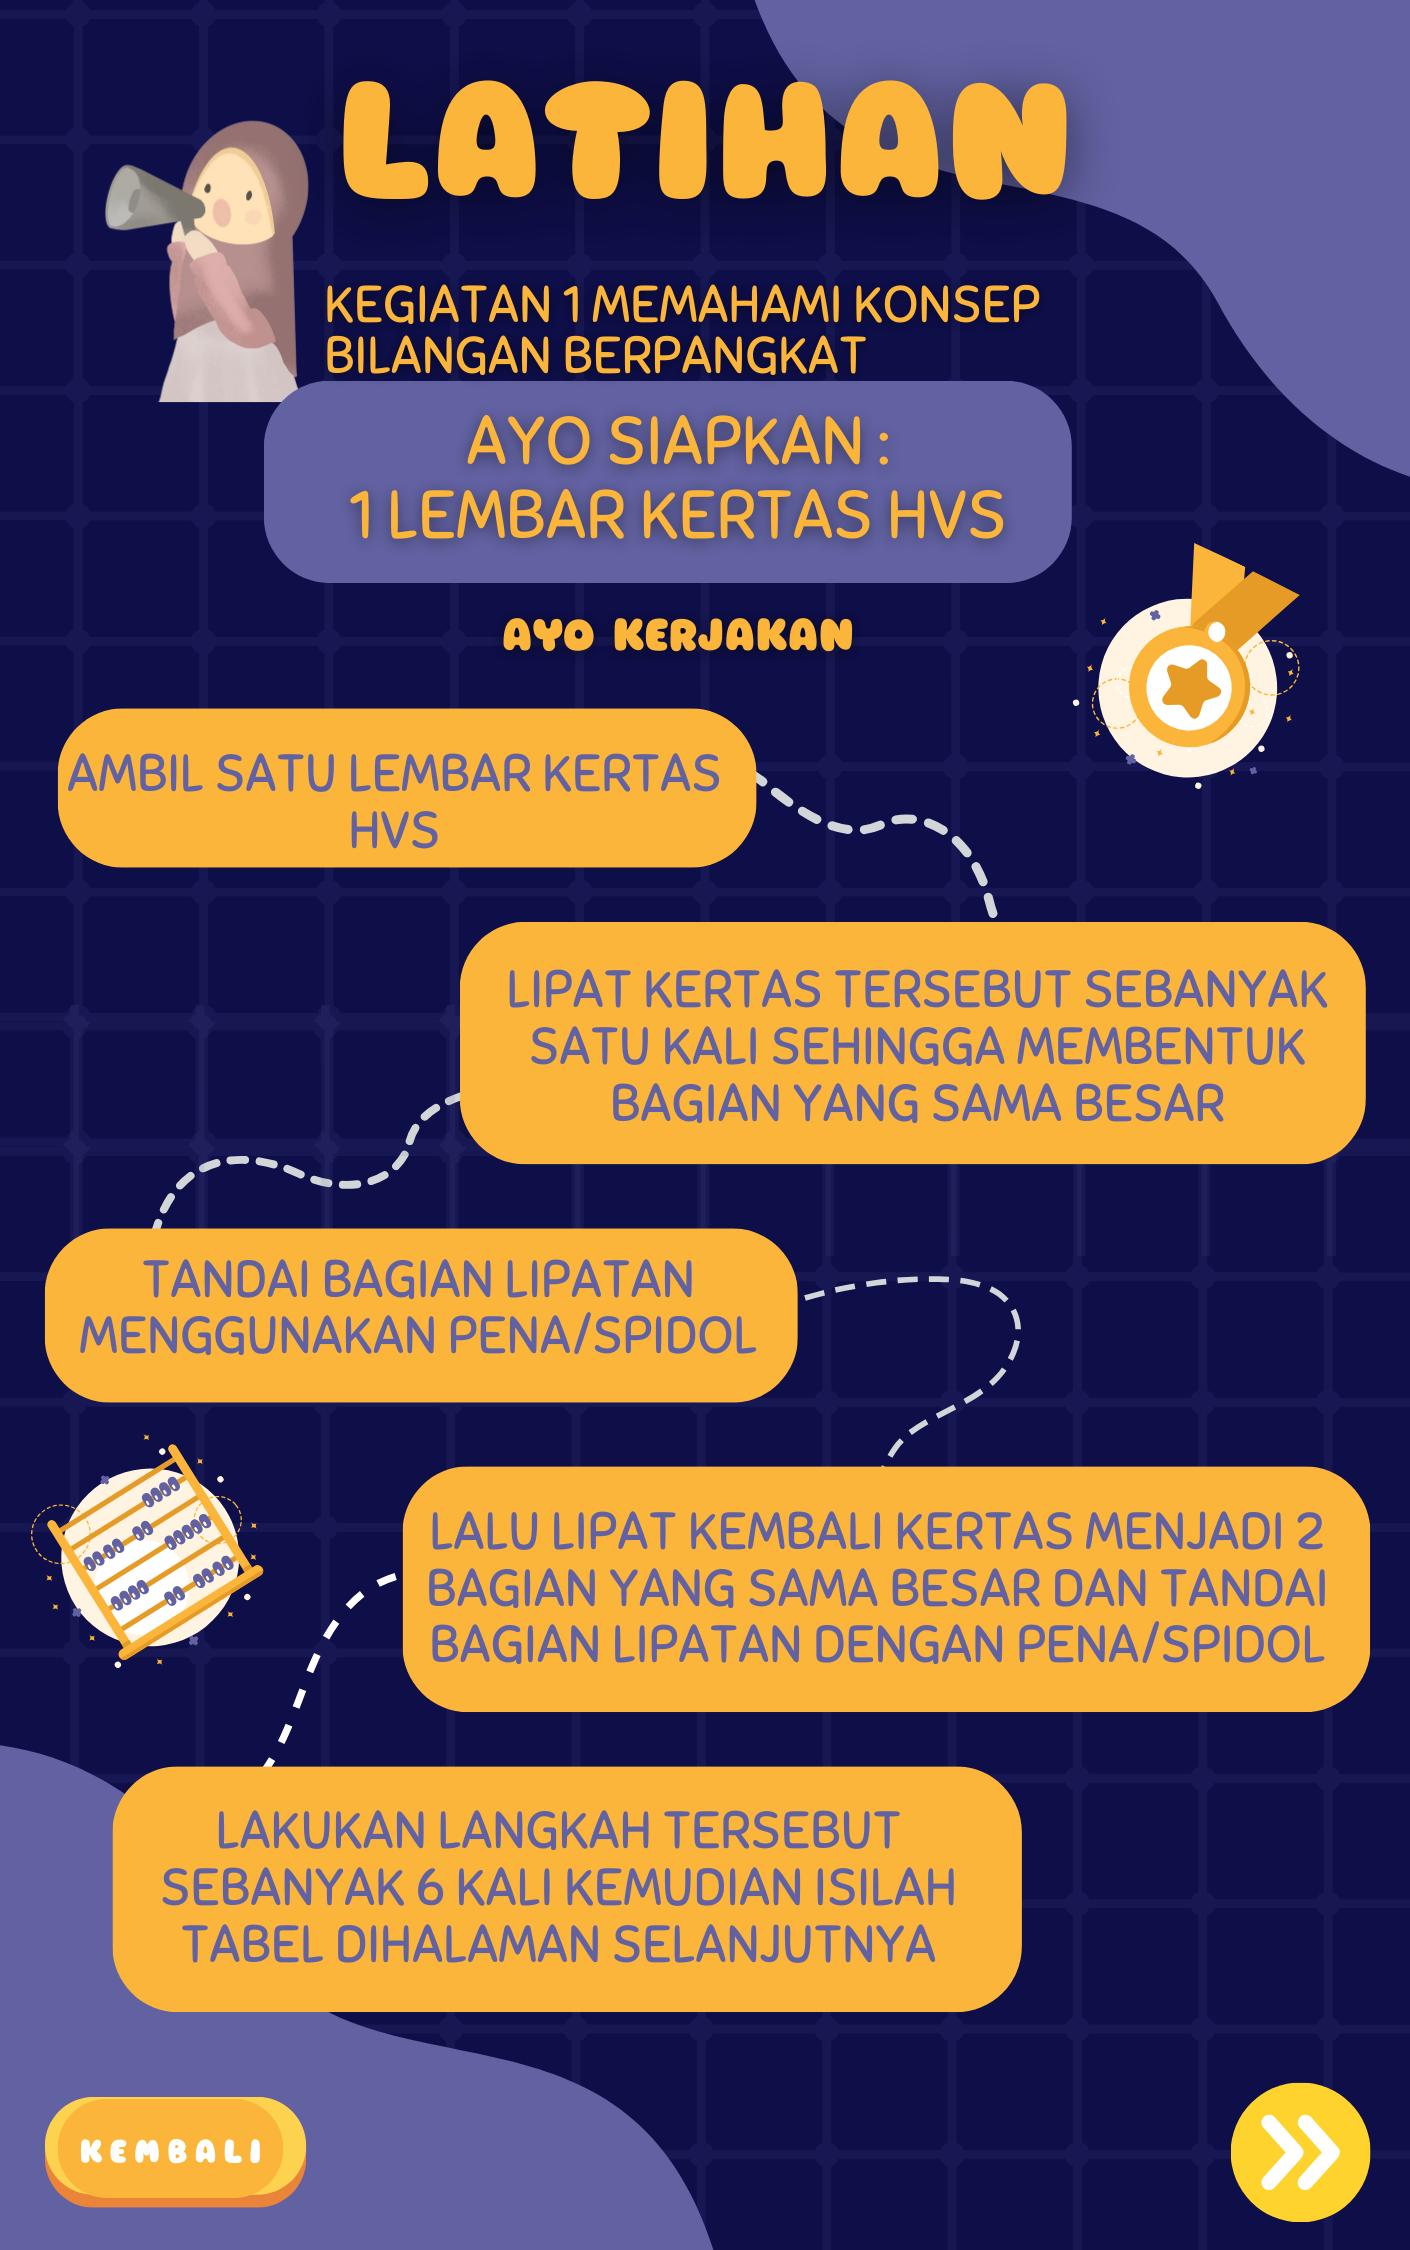 LATIHAN
KEGIATAN 1 MEMAHAMI KONSEP
BILANGAN BERPANGKAT
AYO SIAPKAN :
1 LEMBAR KERTAS HVS
AYO KERJAKAN
AMBIL SATU LEMBAR KERTAS
HVS
LIPAT KERTAS TERSEBUT SEBANYAK
SATU KALI SEHINGGA MEMBENTUK
BAGIAN YANG SAMA BESAR
TANDAI BAGIAN LIPATAN
MENGGUNAKAN PENA/SPIDOL
LALU LIPAT KEMBALI KERTAS MENJADI 2
BAGIAN YANG SAMA BESAR DAN TANDAI
BAGIAN LIPATAN DENGAN PENA/SPIDOL
LAKUKAN LANGKAH TERSEBUT
SEBANYAK 6 KALI KEMUDIAN ISILAH
TABEL DIHALAMAN SELANJUTNYA
KEMBALI